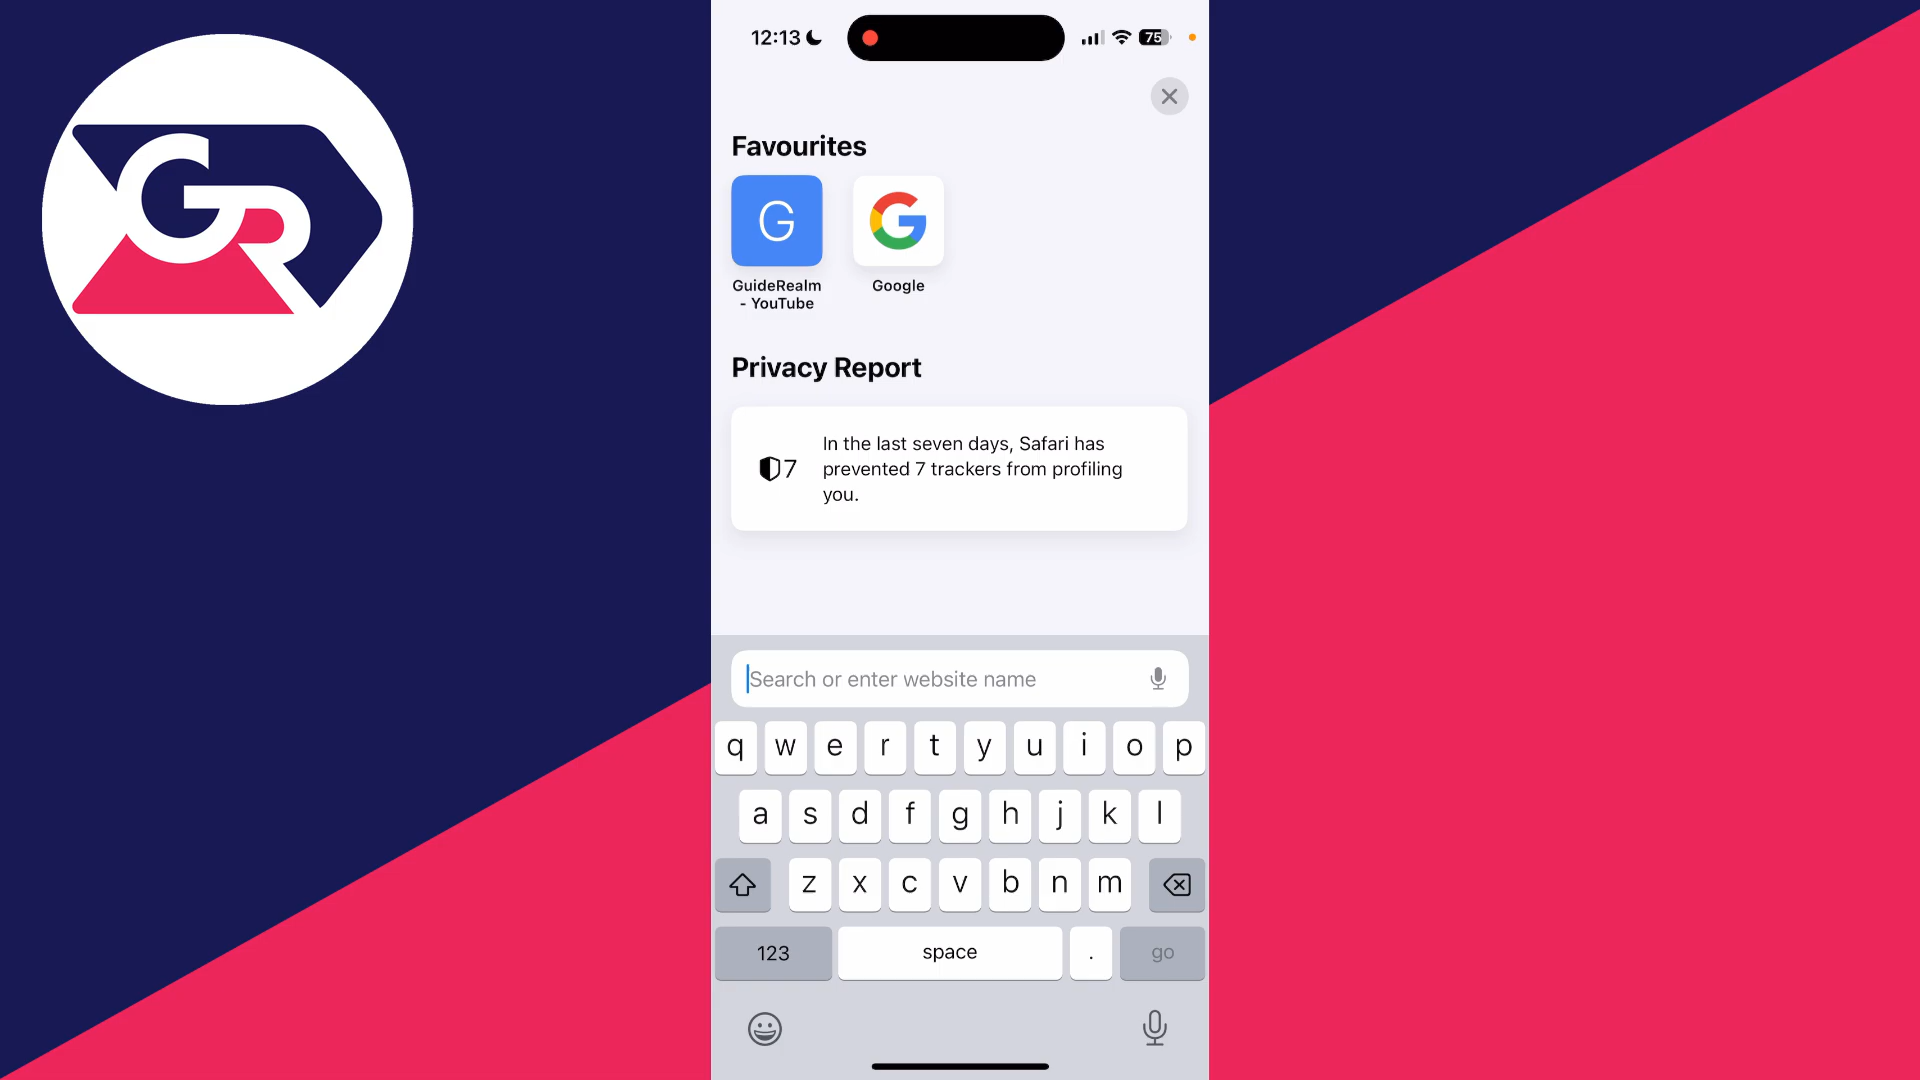 GR
12:13
75
Favourites
G
G
GuideRealm
- YouTube
Google
Privacy Report
7
In the last seven days, Safari has
prevented 7 trackers from profiling
you.
Search or enter website name
q w e r t y u i o p
a s d f g h j k l
z x c v b n m
123 space . go